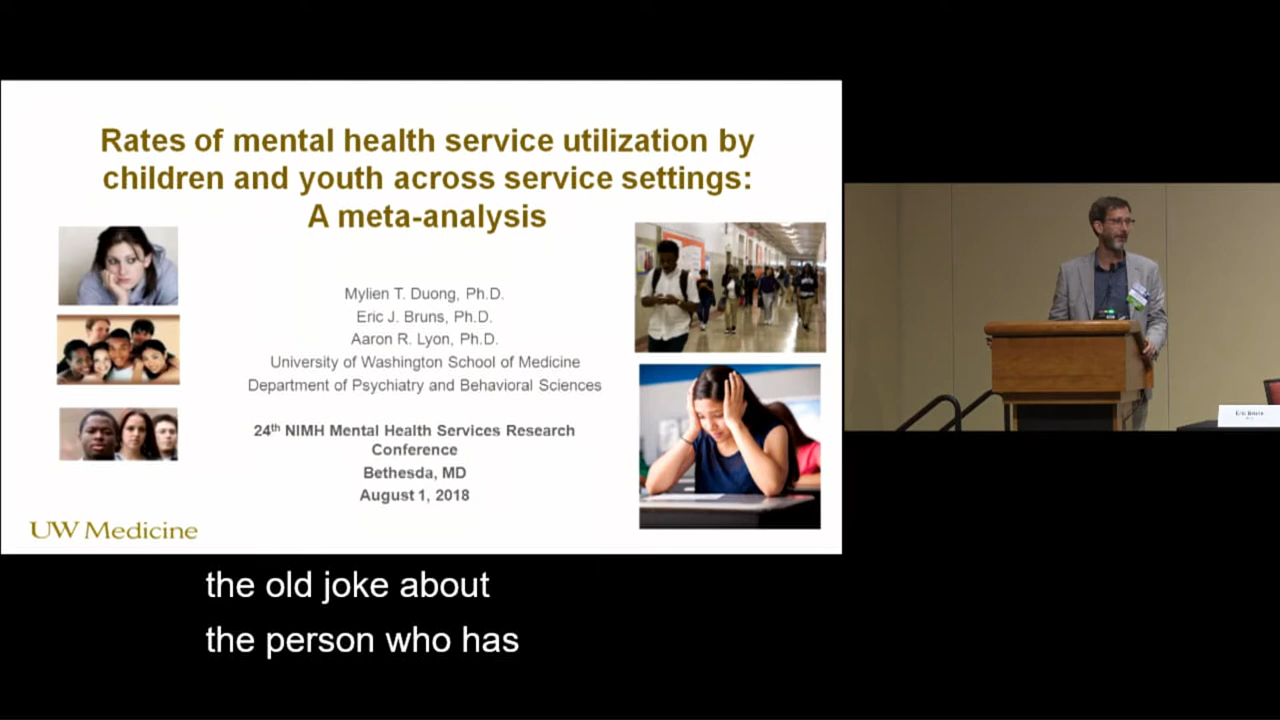 Rates of mental health service utilization by
children and youth across service settings:
A meta-analysis
Mylien T. Duong, Ph.D.
Eric J. Bruns, Ph.D.
Aaron R. Lyon, Ph.D.
University of Washington School of Medicine
Department of Psychiatry and Behavioral Sciences
24th NIMH Mental Health Services Research
Conference
Bethesda, MD
August 1, 2018
UW Medicine
the old joke about
the person who has